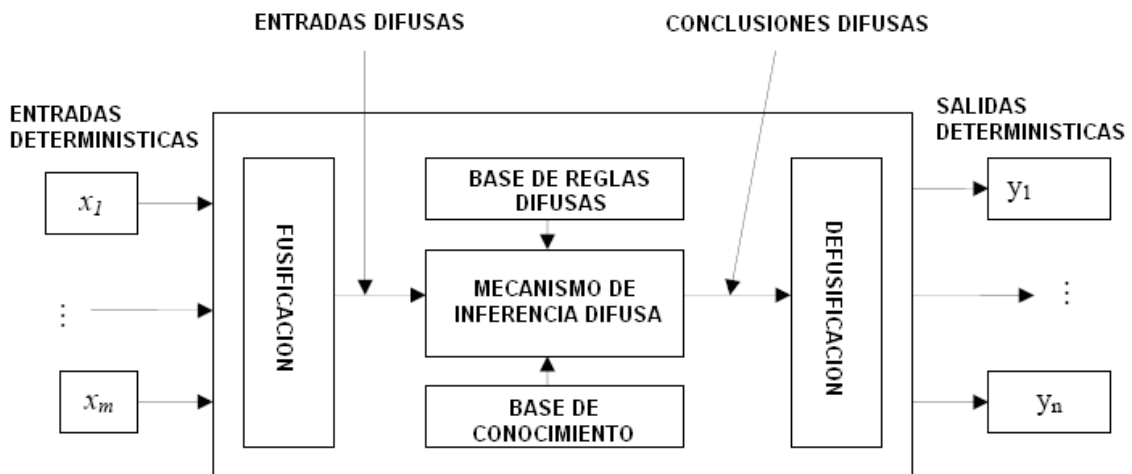 ENTRADAS DIFUSAS
CONCLUSIONES DIFUSAS
ENTRADAS
DETERMINISTICAS
SALIDAS
DETERMINISTICAS
x1
⋮
xm
FUSIFICACION
BASE DE REGLAS
DIFUSAS
MECANISMO DE
INFERENCIA DIFUSA
BASE DE
CONOCIMIENTO
DEFUSIFICACION
y1
⋮
yn